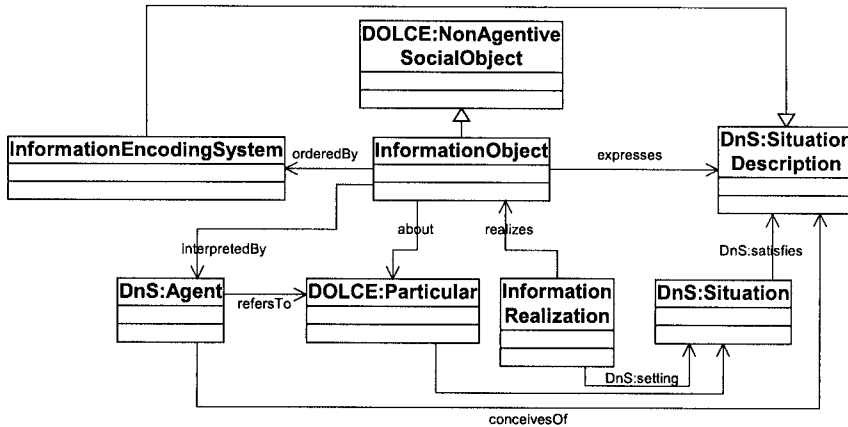 DOLCE:NonAgentive
SocialObject
InformationEncodingSystem
orderedBy
InformationObject
expresses
DnS:Situation
Description
interpretedBy
about
realizes
DnS:satisfies
DnS:Agent
refersTo
DOLCE:Particular
Information
Realization
DnS:Situation
DnS:setting
conceivesOf